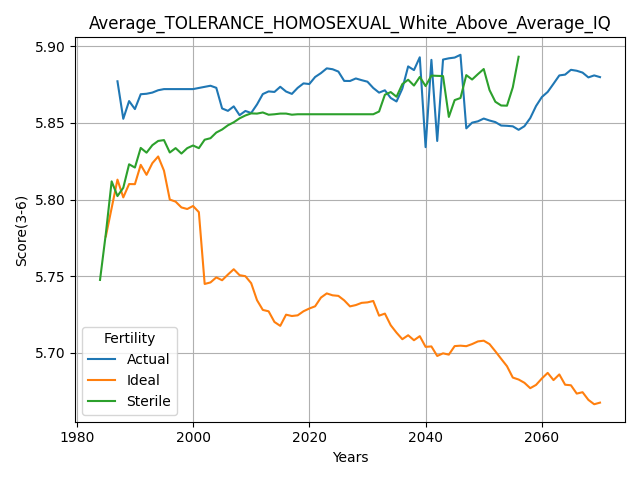 Average_TOLERANCE_HOMOSEXUAL_White_Above_Average_IQ
5.90
5.85
5.80
5.75
5.70
Score(3-6)
Fertility
Actual
Ideal
Sterile
1980
2000
2020
2040
2060
Years